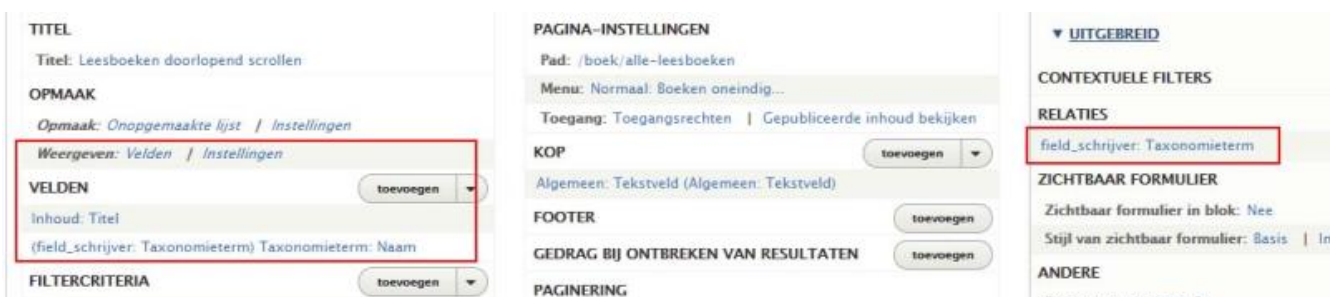 TITEL
Titel: Leesboeken doorlopend scrollen
OPMAAK
Opmaak: Onopgemaakte lijst | Instellingen
Weergeven: Velden | Instellingen
VELDEN
toevoegen
Inhoud: Titel
(field_schrijver: Taxonomieterm) Taxonomieterm: Naam
FILTERCRITERIA
toevoegen
PAGINA-INSTELLINGEN
Pad: /boek/alle-leesboeken
Menu: Normaal: Boeken oneindig...
Toegang: Toegangsrechten | Gepubliceerde inhoud bekijken
KOP
toevoegen
Algemeen: Tekstveld (Algemeen: Tekstveld)
FOOTER
toevoegen
GEDRAG BIJ ONTBREKEN VAN RESULTATEN
toevoegen
PAGINERING
UITGEBREID
CONTEXTUELE FILTERS
RELATIES
field_schrijver: Taxonomieterm
ZICHTBAAR FORMULIER
Zichtbaar formulier in blok: Nee
Stijl van zichtbaar formulier: Basis |
ANDERE